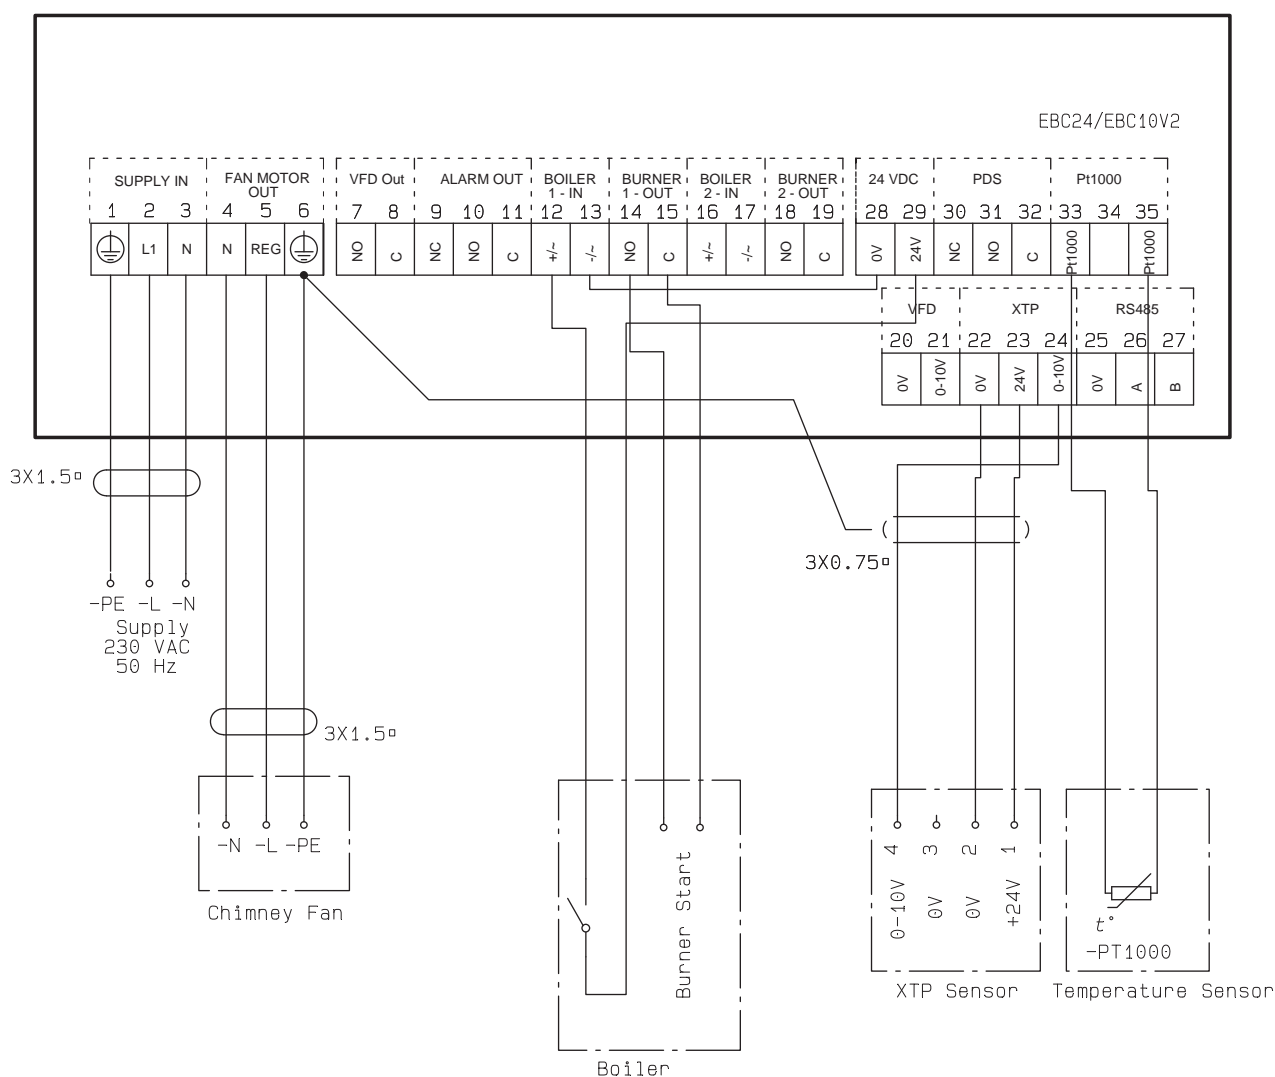 EBC24/EBC10V2
SUPPLY IN
FAN MOTOR
OUT
VFD Out
ALARM OUT
BOILER
1 - IN
BURNER
1 - OUT
BOILER
2 - IN
BURNER
2 - OUT
24 VDC
PDS
Pt1000
1 2 3 4 5 6 7 8 9 10 11 12 13 14 15 16 17 18 19 28 29 30 31 32 33 34 35
L1 N N REG NO C NC NO C +/~ -/~ NO C +/~ -/~ NO C 0V 24V NC NO C Pt1000 Pt1000
VFD XTP RS485
20 21 22 23 24 25 26 27
0V 0-10V 0V 24V 0-10V 0V A B
3X1.5
3X0.75
-PE -L -N
Supply
230 VAC
50 Hz
3X1.5
-N -L -PE
Chimney Fan
Burner Start
Boiler
4 3 2 1
0-10V 0V 0V +24V
XTP Sensor
t°
-PT1000
Temperature Sensor